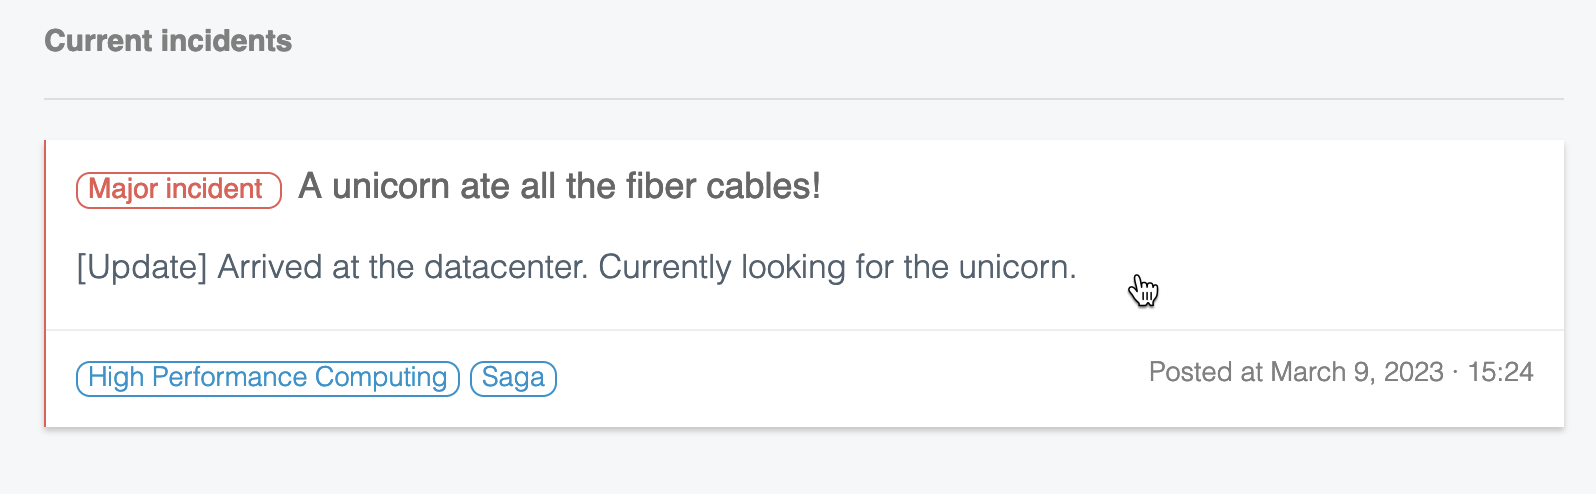 Current incidents
Major incident A unicorn ate all the fiber cables!
[Update] Arrived at the datacenter. Currently looking for the unicorn.
High Performance Computing Saga Posted at March 9, 2023 · 15:24